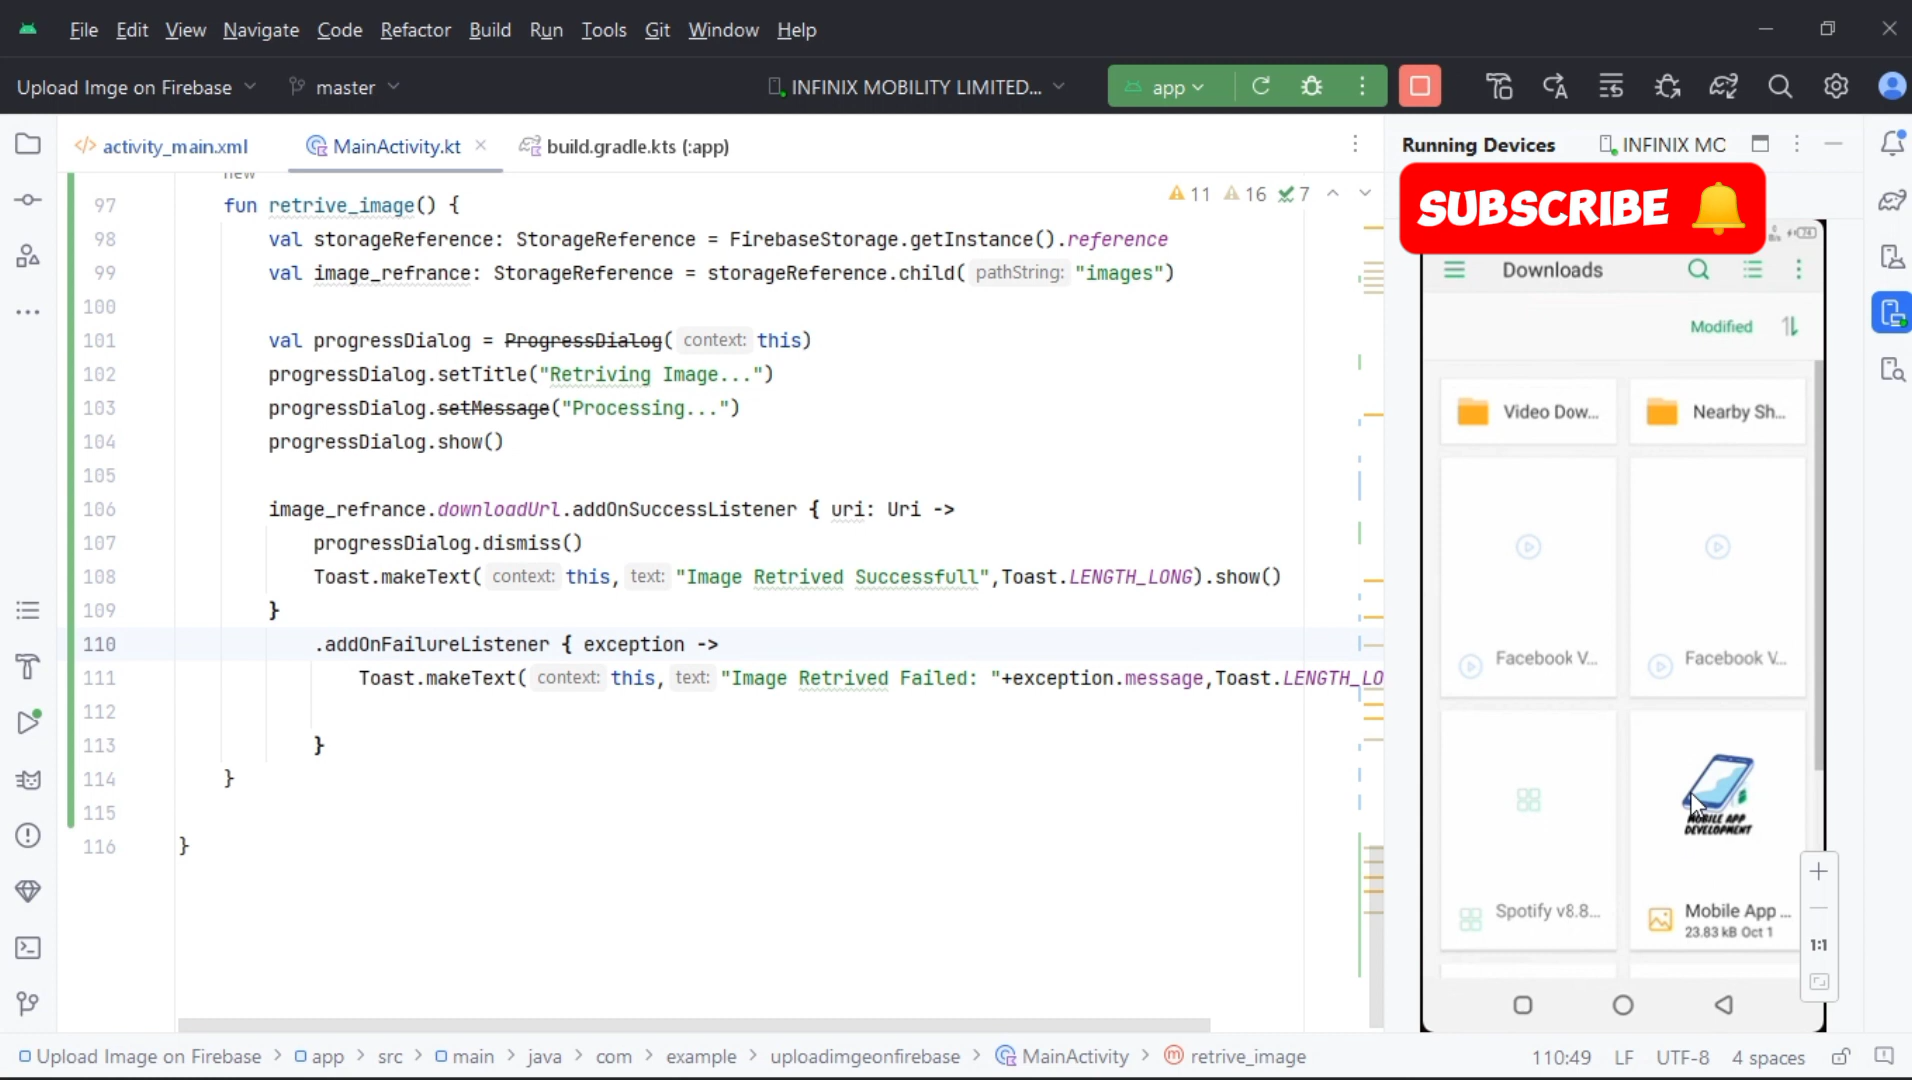 File Edit View Navigate Code Refactor Build Run Tools Git Window Help
Upload Imge on Firebase master INFINIX MOBILITY LIMITED... app
activity_main.xml MainActivity.kt build.gradle.kts (:app) Running Devices INFINIX MC
new
11 16 7
SUBSCRIBE
97 fun retrive_image() {
98 val storageReference: StorageReference = FirebaseStorage.getInstance().reference
99 val image_refrance: StorageReference = storageReference.child( pathString: "images")
100
101 val progressDialog = ProgressDialog( context: this)
102 progressDialog.setTitle("Retriving Image...")
103 progressDialog.setMessage("Processing...")
104 progressDialog.show()
105
106 image_refrance.downloadUrl.addOnSuccessListener { uri: Uri ->
107 progressDialog.dismiss()
108 Toast.makeText( context: this, text: "Image Retrived Successfull",Toast.LENGTH_LONG).show()
109 }
110 .addOnFailureListener { exception ->
111 Toast.makeText( context: this, text: "Image Retrived Failed: "+exception.message,Toast.LENGTH_LO
112
113 }
114 }
115
116 }
Downloads
Modified
Video Dow... Nearby Sh...
Facebook V... Facebook V...
MOBILE APP
DEVELOPMENT
Spotify v8.8... Mobile App ...
23.83 kB Oct 1
1:1
Upload Image on Firebase > app > src > main > java > com > example > uploadimgeonfirebase > MainActivity > retrive_image 110:49 LF UTF-8 4 spaces